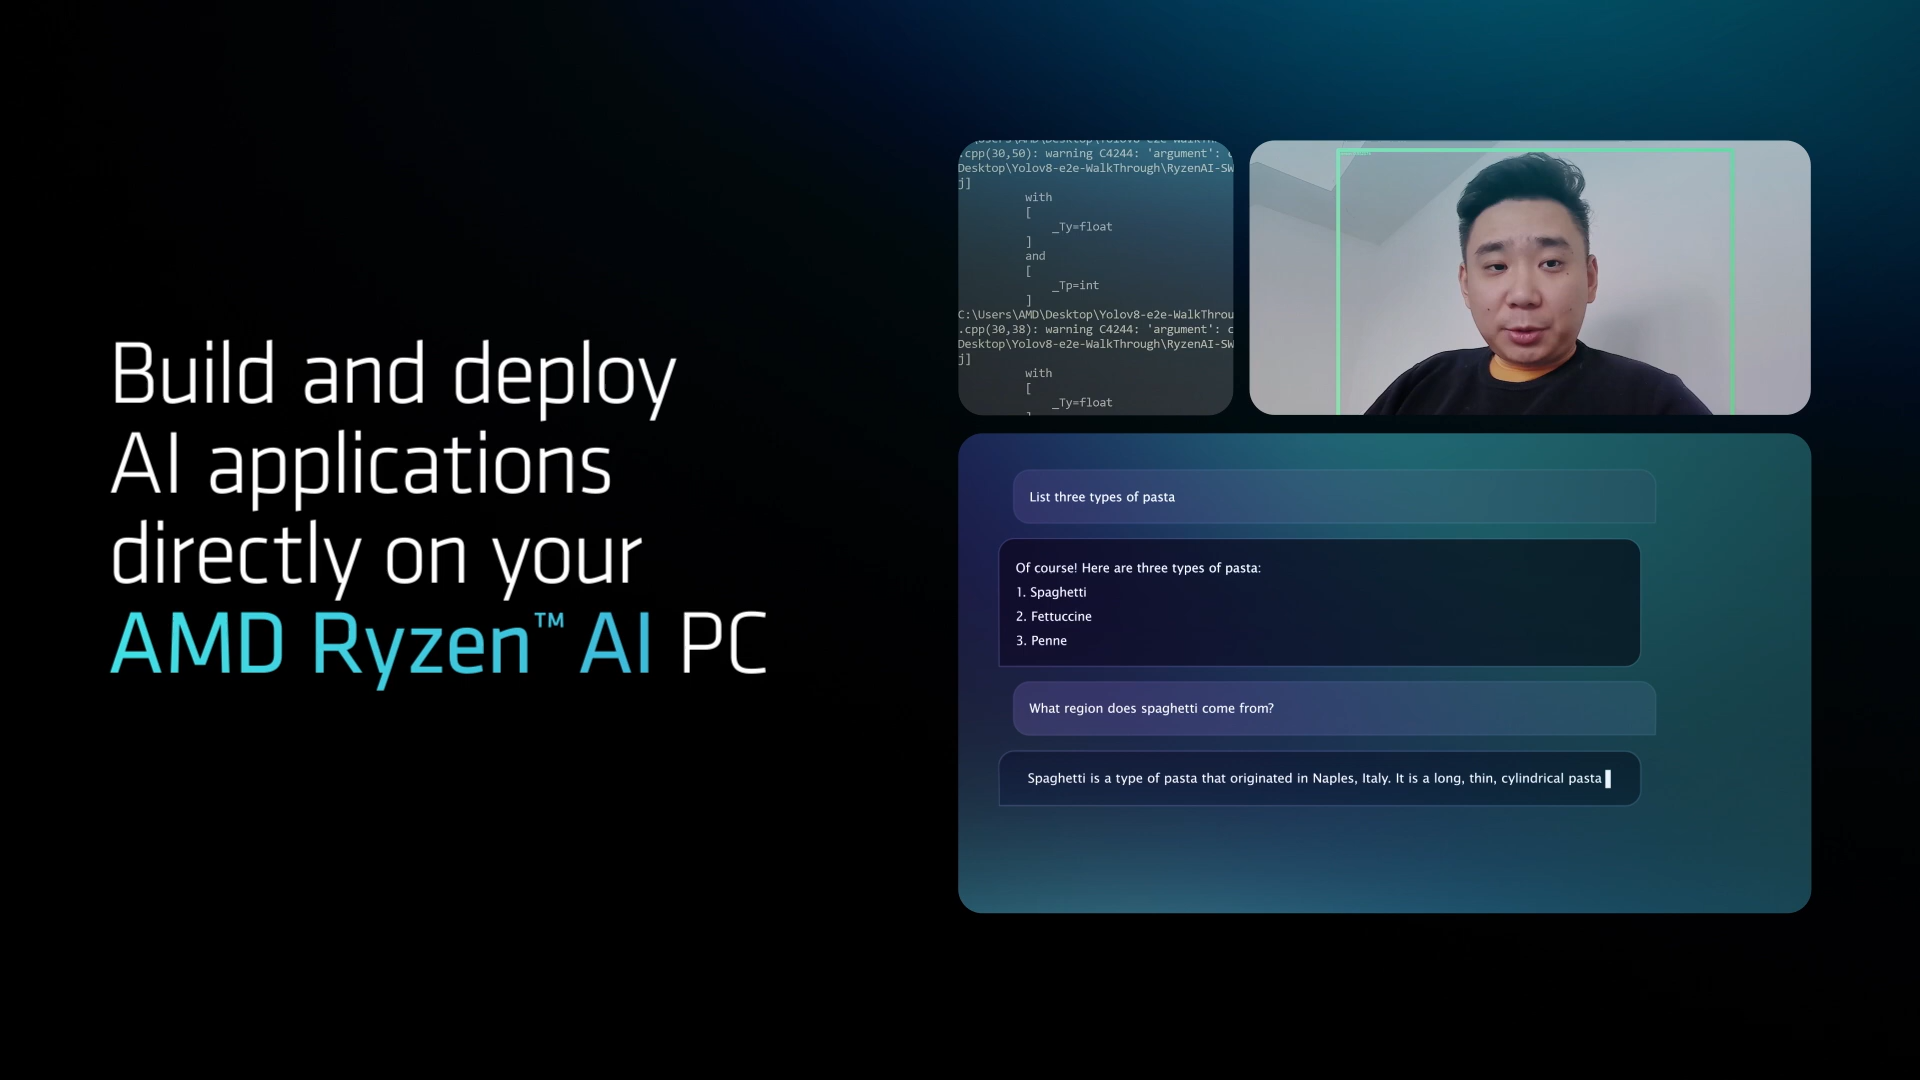 Build and deploy
AI applications
directly on your
AMD Ryzen™ AI PC
.cpp(30,50): warning C4244: 'argument':
Desktop\Yolov8-e2e-WalkThrough\RyzenAI-SW
j]
with
[
_Ty=float
]
and
[
_Tp=int
]
C:\Users\AMD\Desktop\Yolov8-e2e-WalkThrou
.cpp(30,38): warning C4244: 'argument': c
Desktop\Yolov8-e2e-WalkThrough\RyzenAI-SW
j]
with
[
_Ty=float
List three types of pasta
Of course! Here are three types of pasta:
1. Spaghetti
2. Fettuccine
3. Penne
What region does spaghetti come from?
Spaghetti is a type of pasta that originated in Naples, Italy. It is a long, thin, cylindrical pasta